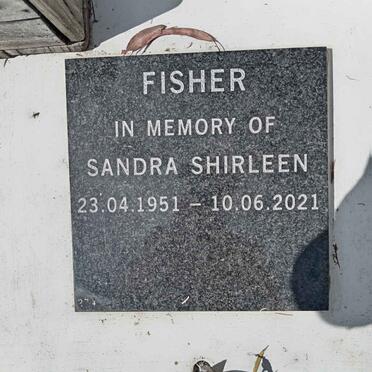 FISHER
IN MEMORY OF
SANDRA SHIRLEEN
23.04.1951 – 10.06.2021